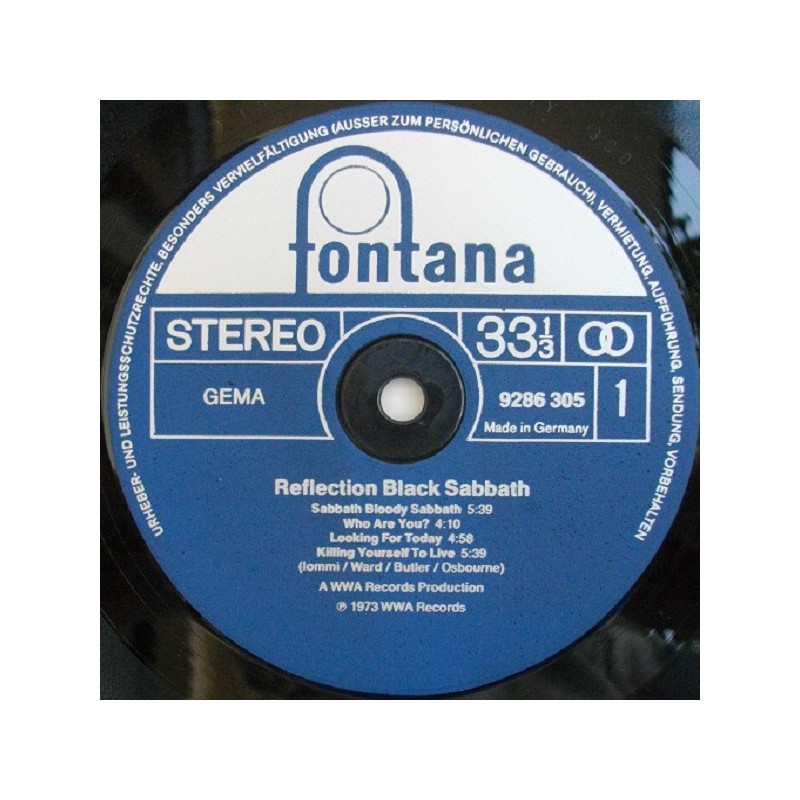 URHEBER- UND LEISTUNGSSCHUTZRECHTE, BESONDERS VERVIELFÄLTIGUNG (AUSSER ZUM PERSÖNLICHEN GEBRAUCH), VERMIETUNG, AUFFÜHRUNG, SENDUNG, VORBEHALTEN
fontana
STEREO 33⅓
GEMA 9286 305 1
Made in Germany
Reflection Black Sabbath
Sabbath Bloody Sabbath 5:39
Who Are You? 4:10
Looking For Today 4:58
Killing Yourself To Live 5:39
(Iommi / Ward / Butler / Osbourne)
A WWA Records Production
℗ 1973 WWA Records